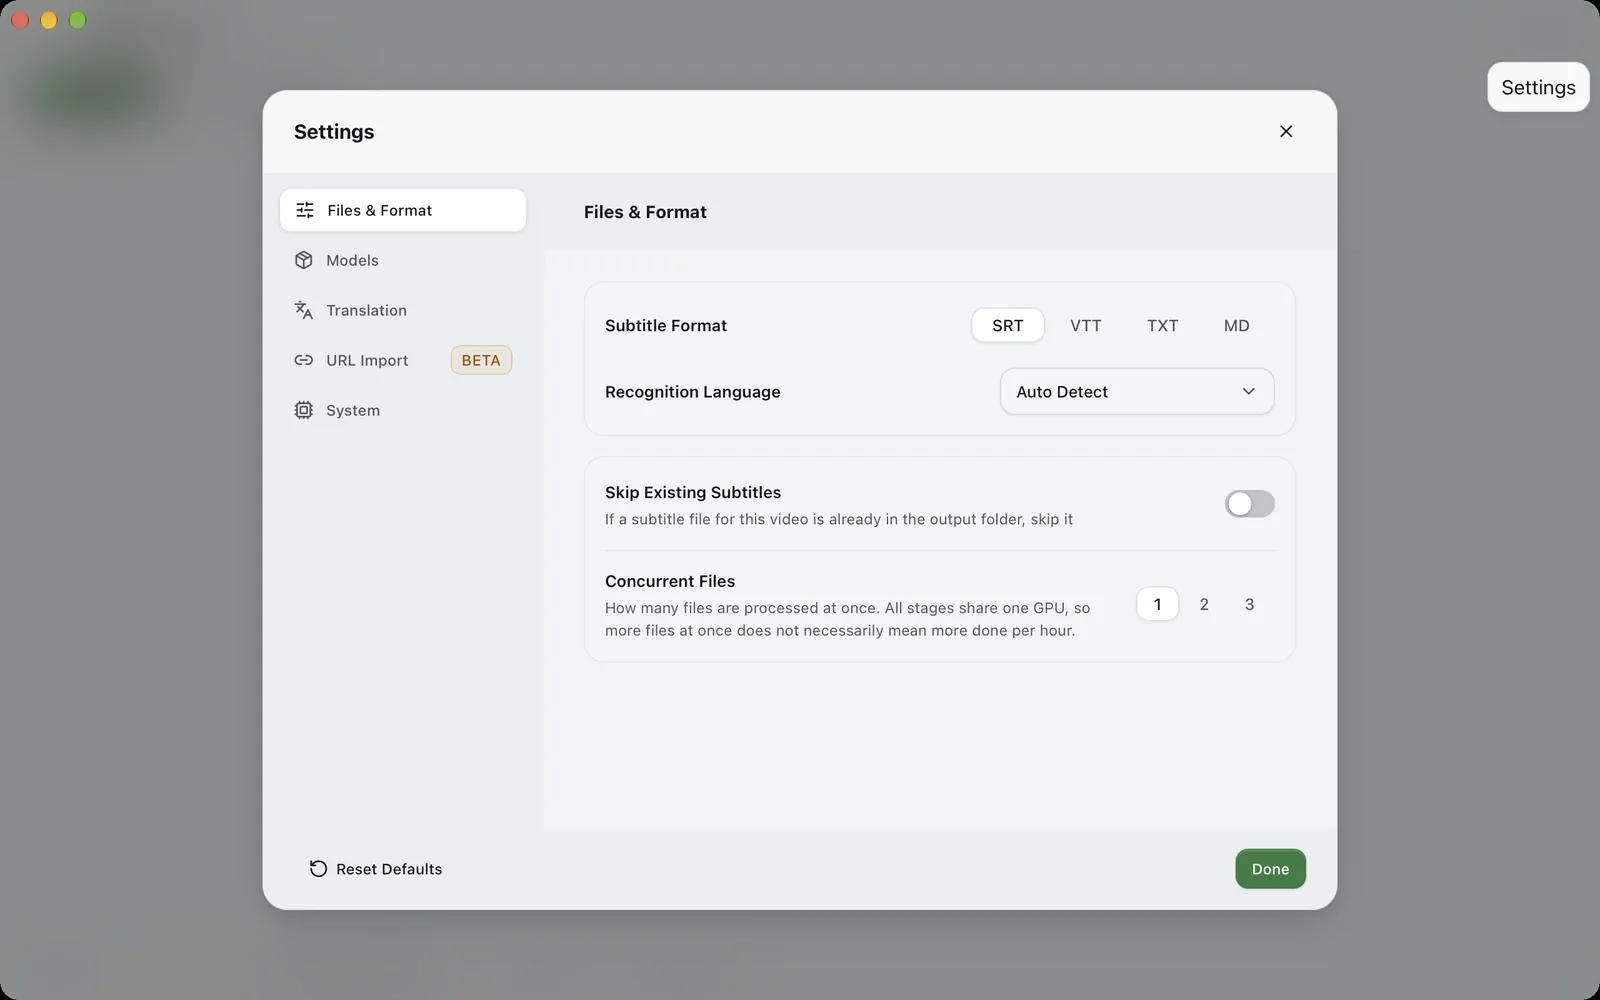 Settings
Settings
Files & Format
Models
Translation
URL Import
BETA
System
Files & Format
Subtitle Format
SRT
VTT
TXT
MD
Recognition Language
Auto Detect
Skip Existing Subtitles
If a subtitle file for this video is already in the output folder, skip it
Concurrent Files
How many files are processed at once. All stages share one GPU, so
more files at once does not necessarily mean more done per hour.
1
2
3
Reset Defaults
Done